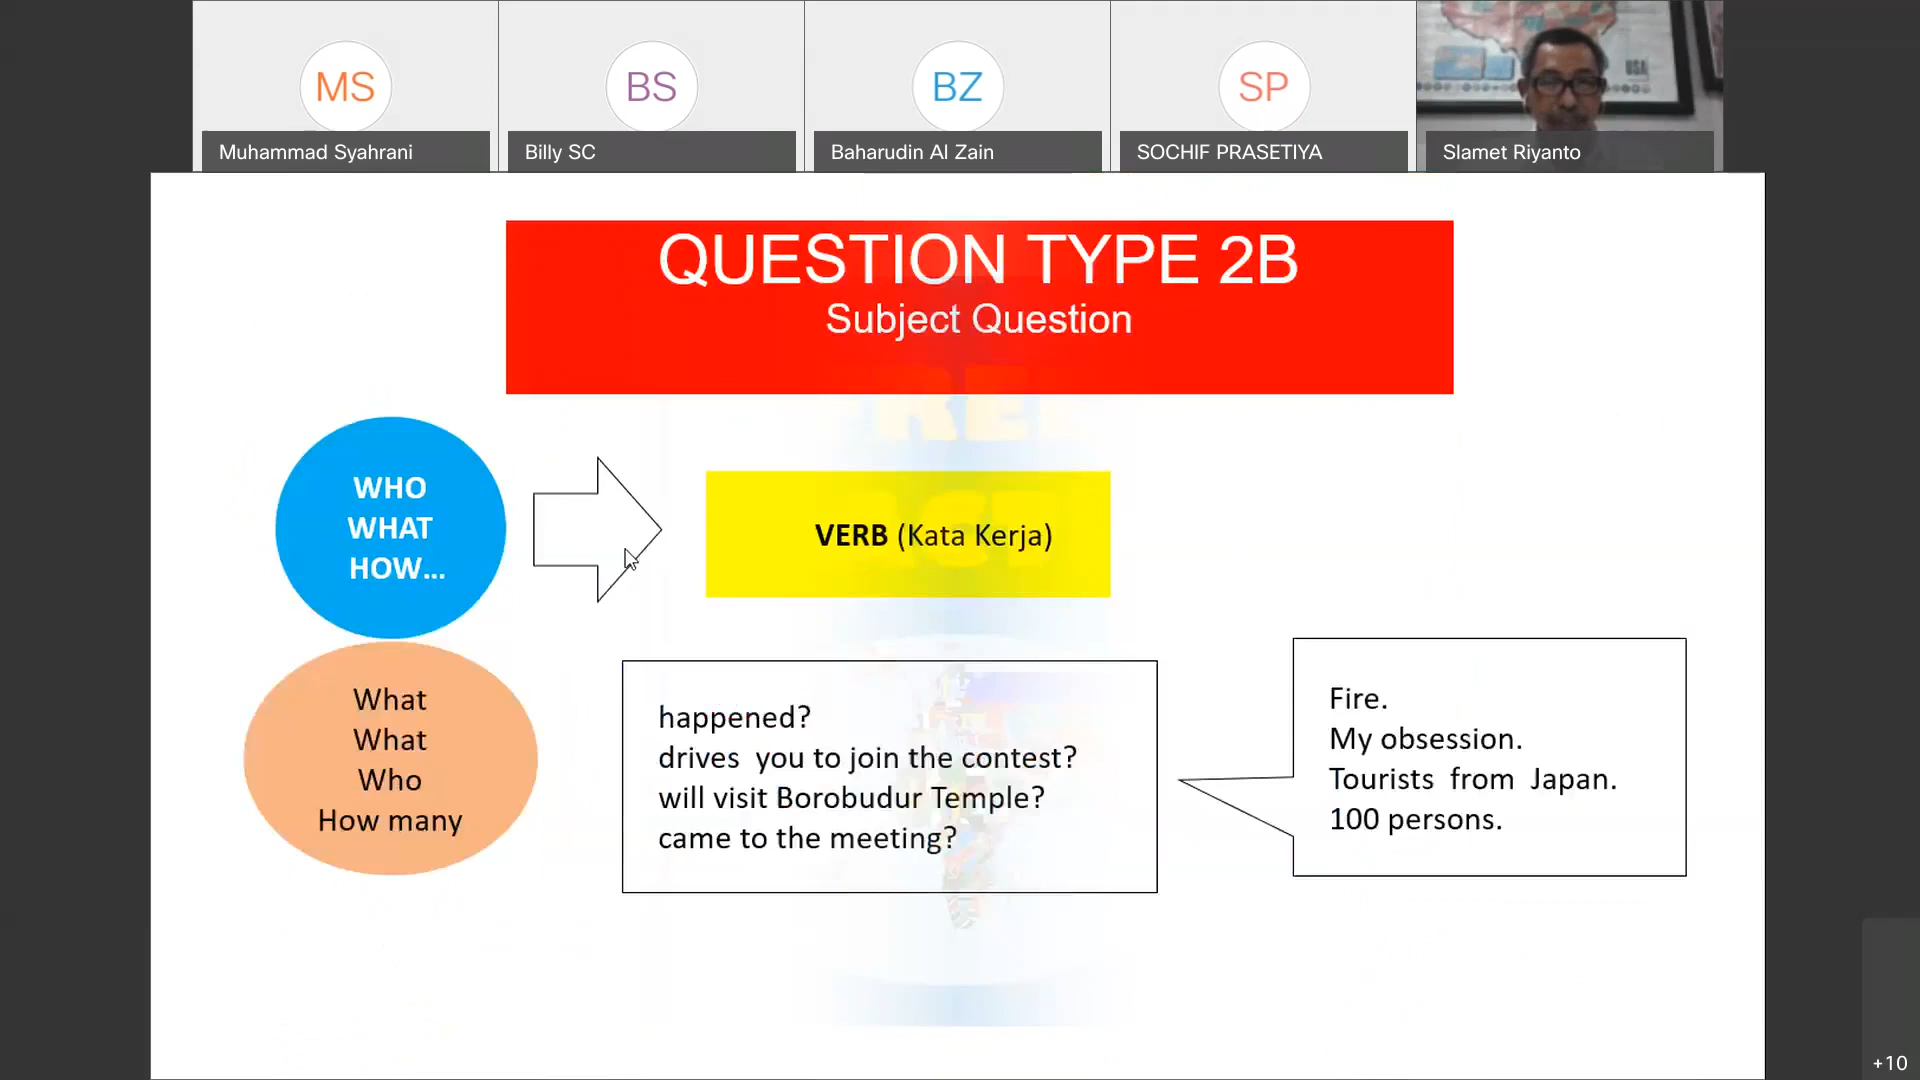 MS
BS
BZ
SP
USA
Muhammad Syahrani
Billy SC
Baharudin Al Zain
SOCHIF PRASETIYA
Slamet Riyanto
QUESTION TYPE 2B
Subject Question
WHO
WHAT
HOW...
VERB (Kata Kerja)
What
What
Who
How many
happened?
drives you to join the contest?
will visit Borobudur Temple?
came to the meeting?
Fire.
My obsession.
Tourists from Japan.
100 persons.
+10